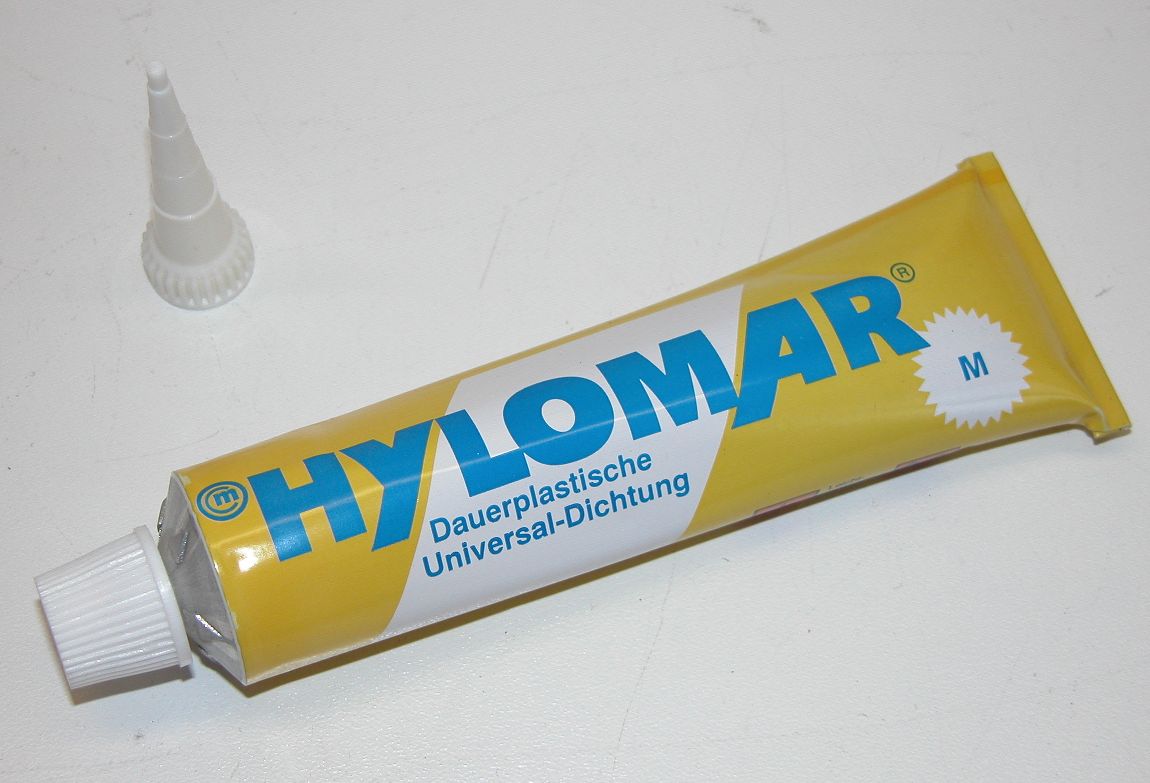 m HYLOMAR®
Dauerplastische
Universal-Dichtung
M